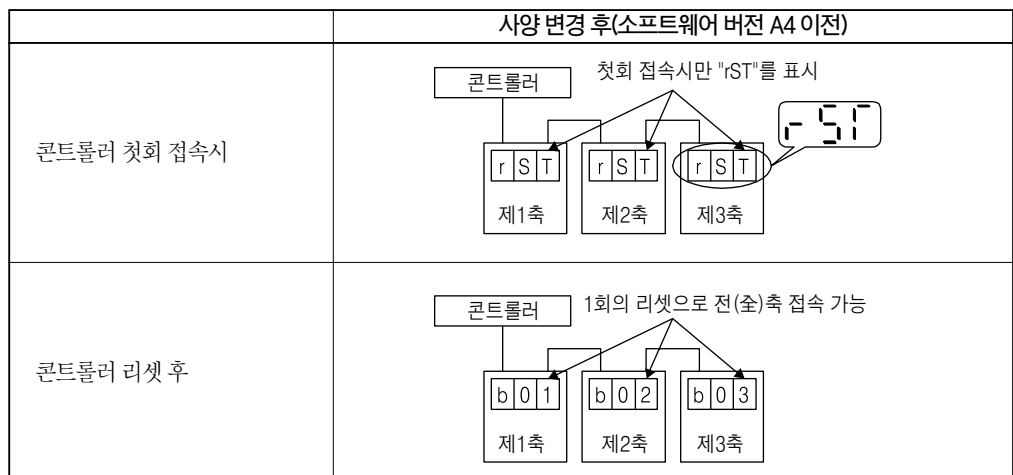 사양 변경 후(소프트웨어 버전 A4 이전)
콘트롤러 첫회 접속시
콘트롤러
첫회 접속시만 "rST"를 표시
r S T
r S T
r S T
r ST
제1축
제2축
제3축
콘트롤러 리셋 후
콘트롤러
1회의 리셋으로 전(全)축 접속 가능
b 0 1
b 0 2
b 0 3
제1축
제2축
제3축